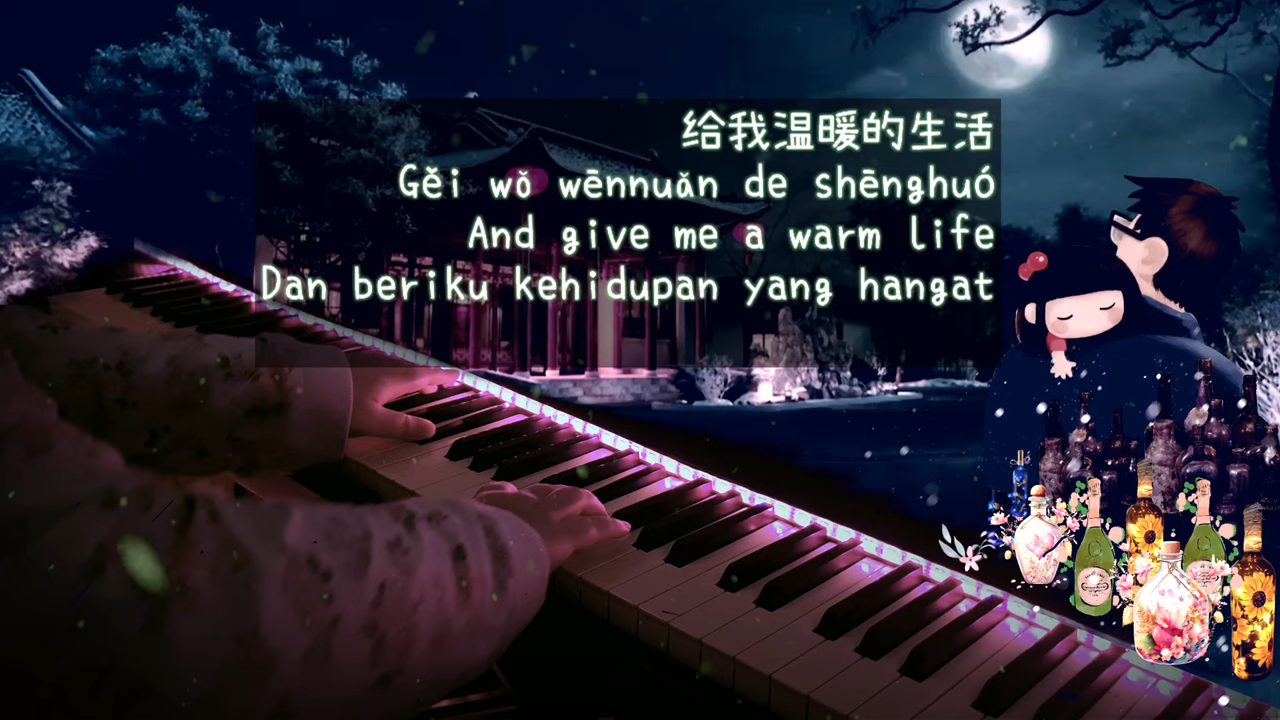 给我温暖的生活
Gěi wǒ wēnnuǎn de shēnghuó
And give me a warm life
Dan beriku kehidupan yang hangat